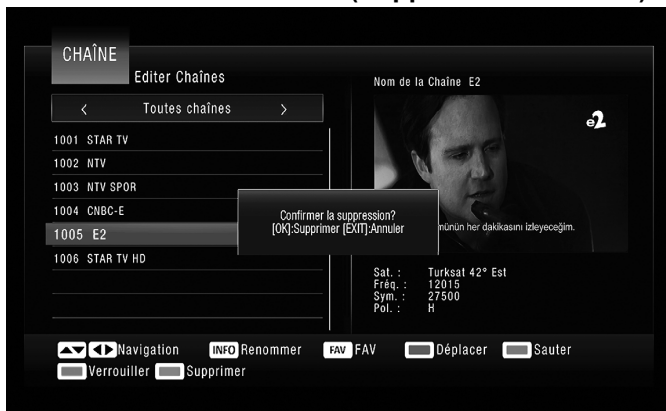 CHAÎNE
Editer Chaînes
< Toutes chaînes >
1001 STAR TV
1002 NTV
1003 NTV SPOR
1004 CNBC-E
1005 E2
1006 STAR TV HD
Nom de la Chaîne E2
e2
münün her dakikasını izleyeceğim.
Confirmer la suppression?
[OK]:Supprimer [EXIT]:Annuler
Sat. : Turksat 42° Est
Fréq. : 12015
Sym. : 27500
Pol. : H
Navigation INFO Renommer FAV FAV Déplacer Sauter
Verrouiller Supprimer